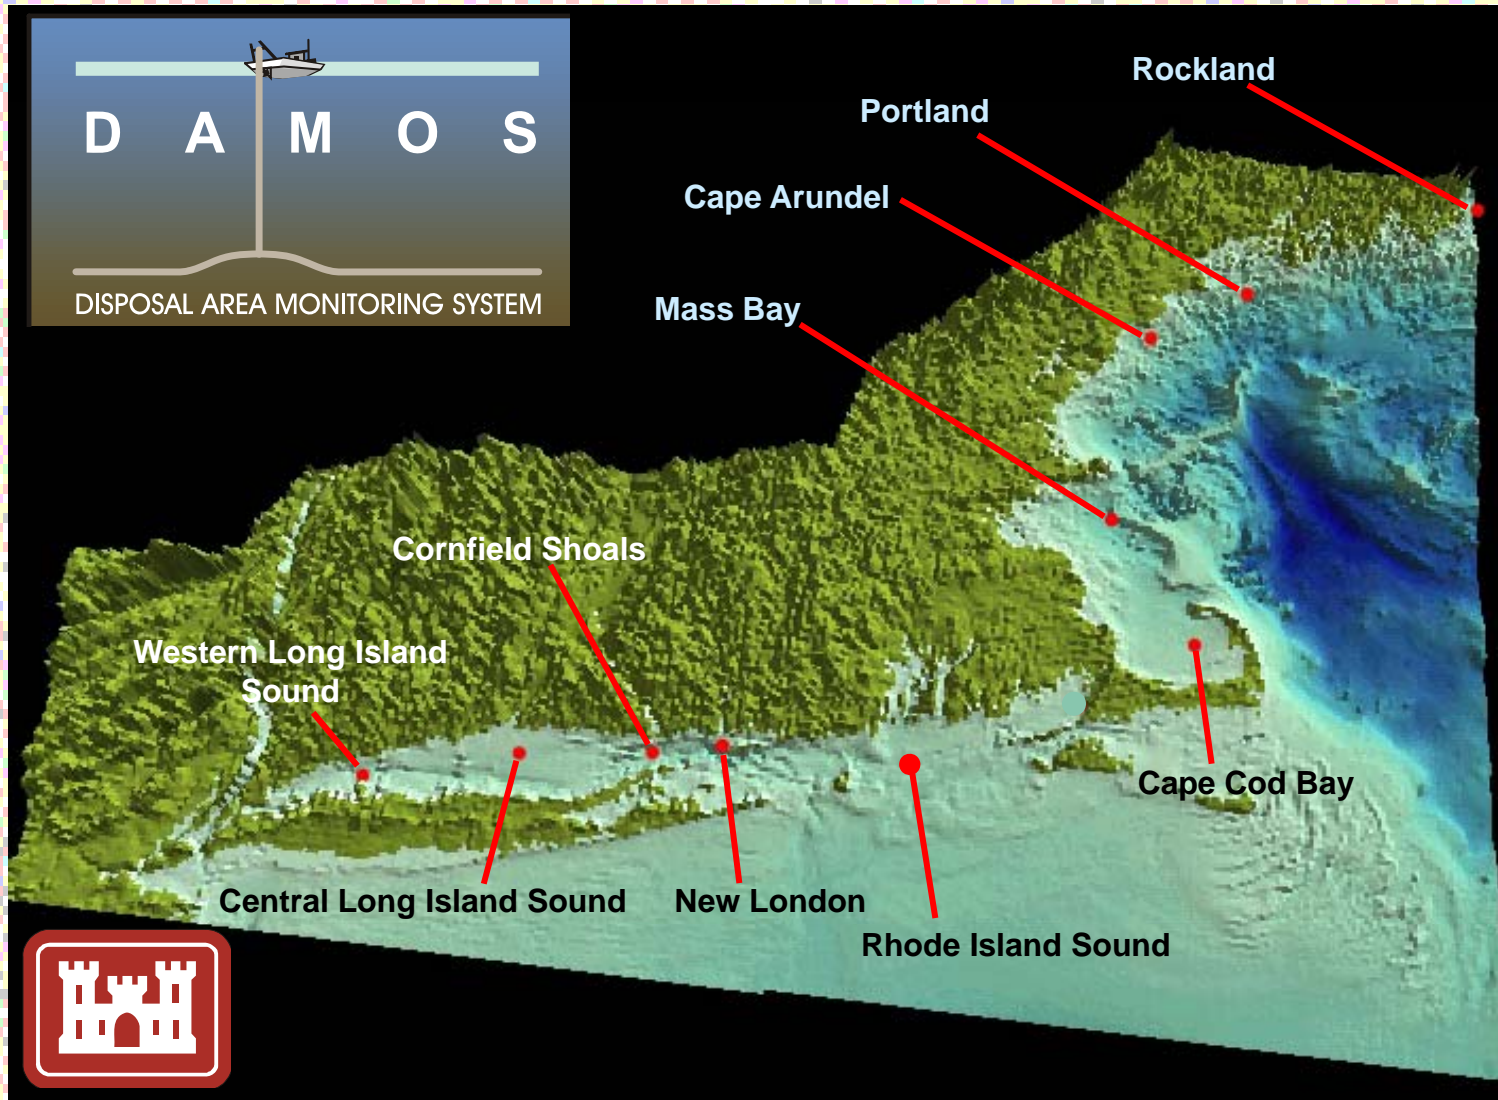 D A M O S
DISPOSAL AREA MONITORING SYSTEM
Rockland
Portland
Cape Arundel
Mass Bay
Cornfield Shoals
Western Long Island
Sound
Cape Cod Bay
Central Long Island Sound
New London
Rhode Island Sound